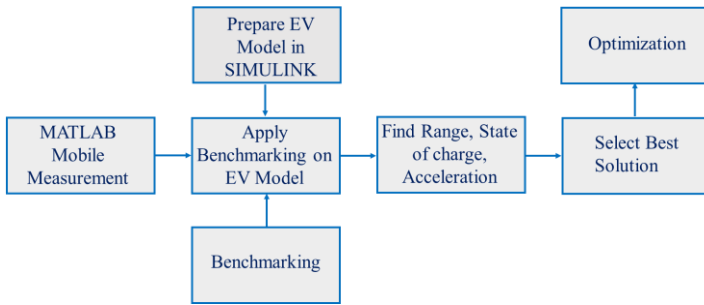 Prepare EV
Model in
SIMULINK
Optimization
MATLAB
Mobile
Measurement
Apply
Benchmarking on
EV Model
Find Range, State
of charge,
Acceleration
Select Best
Solution
Benchmarking